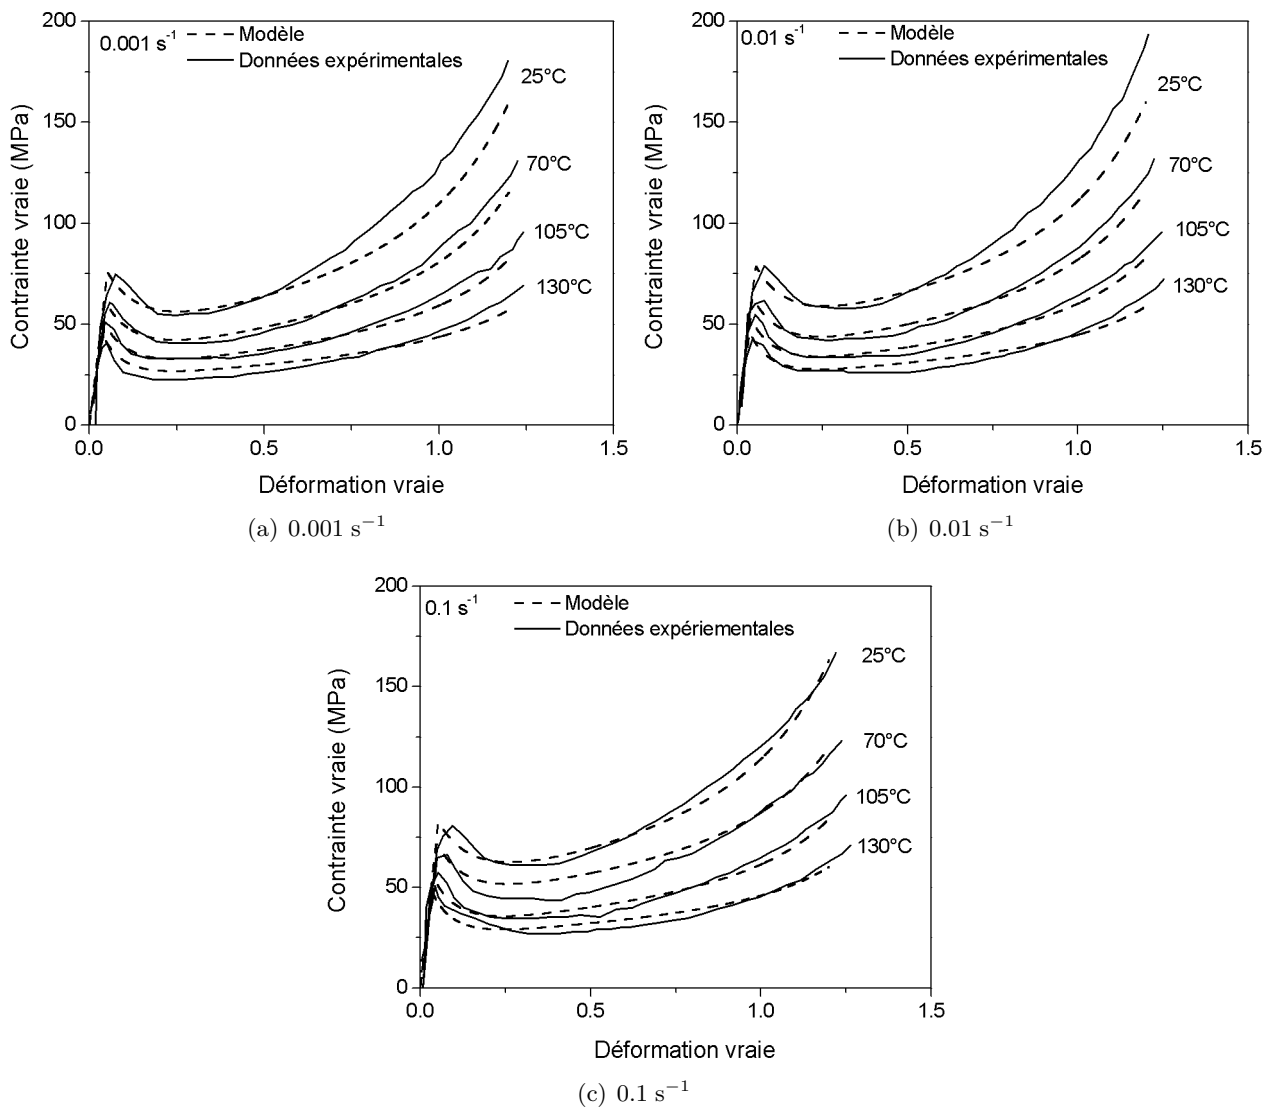 200
150
100
50
0
0.0
0.5
1.0
1.5
Contrainte vraie (MPa)
Déformation vraie
0.001 s-1
Modèle
Données expérimentales
25°C
70°C
105°C
130°C
(a) 0.001 s−1
200
150
100
50
0
0.0
0.5
1.0
1.5
Contrainte vraie (MPa)
Déformation vraie
0.01 s-1
Modèle
Données expérimentales
25°C
70°C
105°C
130°C
(b) 0.01 s−1
200
150
100
50
0
0.0
0.5
1.0
1.5
Contrainte vraie (MPa)
Déformation vraie
0.1 s-1
Modèle
Données expériementales
25°C
70°C
105°C
130°C
(c) 0.1 s−1